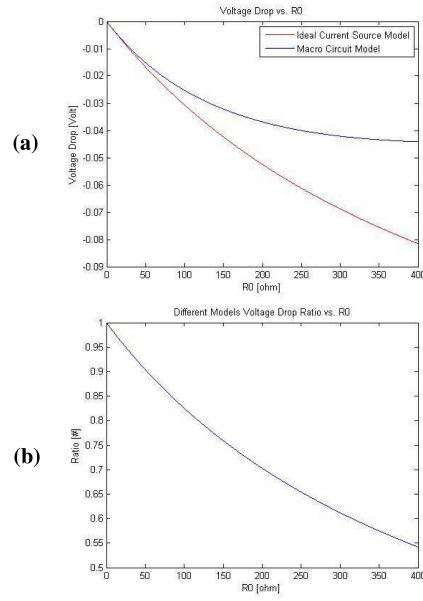 Voltage Drop vs. R0
Ideal Current Source Model
Macro Circuit Model
0
-0.01
-0.02
-0.03
-0.04
-0.05
-0.06
-0.07
-0.08
-0.09
Voltage Drop [Volt]
(a)
0 50 100 150 200 250 300 350 400
R0 [ohm]
Different Models Voltage Drop Ratio vs. R0
1
0.95
0.9
0.85
0.8
0.75
0.7
0.65
0.6
0.55
0.5
Ratio [#]
(b)
0 50 100 150 200 250 300 350 400
R0 [ohm]